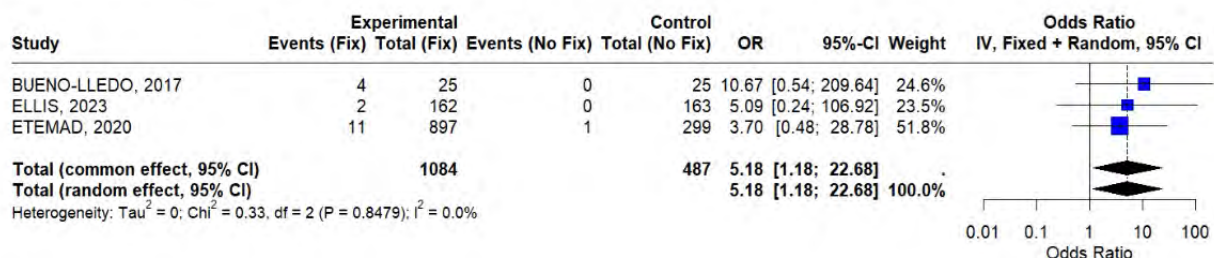 Experimental Control Odds Ratio
Study Events (Fix) Total (Fix) Events (No Fix) Total (No Fix) OR 95%-CI Weight IV, Fixed + Random, 95% CI
BUENO-LLEDO, 2017 4 25 0 25 10.67 [0.54; 209.64] 24.6%
ELLIS, 2023 2 162 0 163 5.09 [0.24; 106.92] 23.5%
ETEMAD, 2020 11 897 1 299 3.70 [0.48; 28.78] 51.8%
Total (common effect, 95% CI) 1084 487 5.18 [1.18; 22.68] .
Total (random effect, 95% CI) 5.18 [1.18; 22.68] 100.0%
Heterogeneity: Tau² = 0; Chi² = 0.33, df = 2 (P = 0.8479); I² = 0.0%
0.01 0.1 1 10 100
Odds Ratio